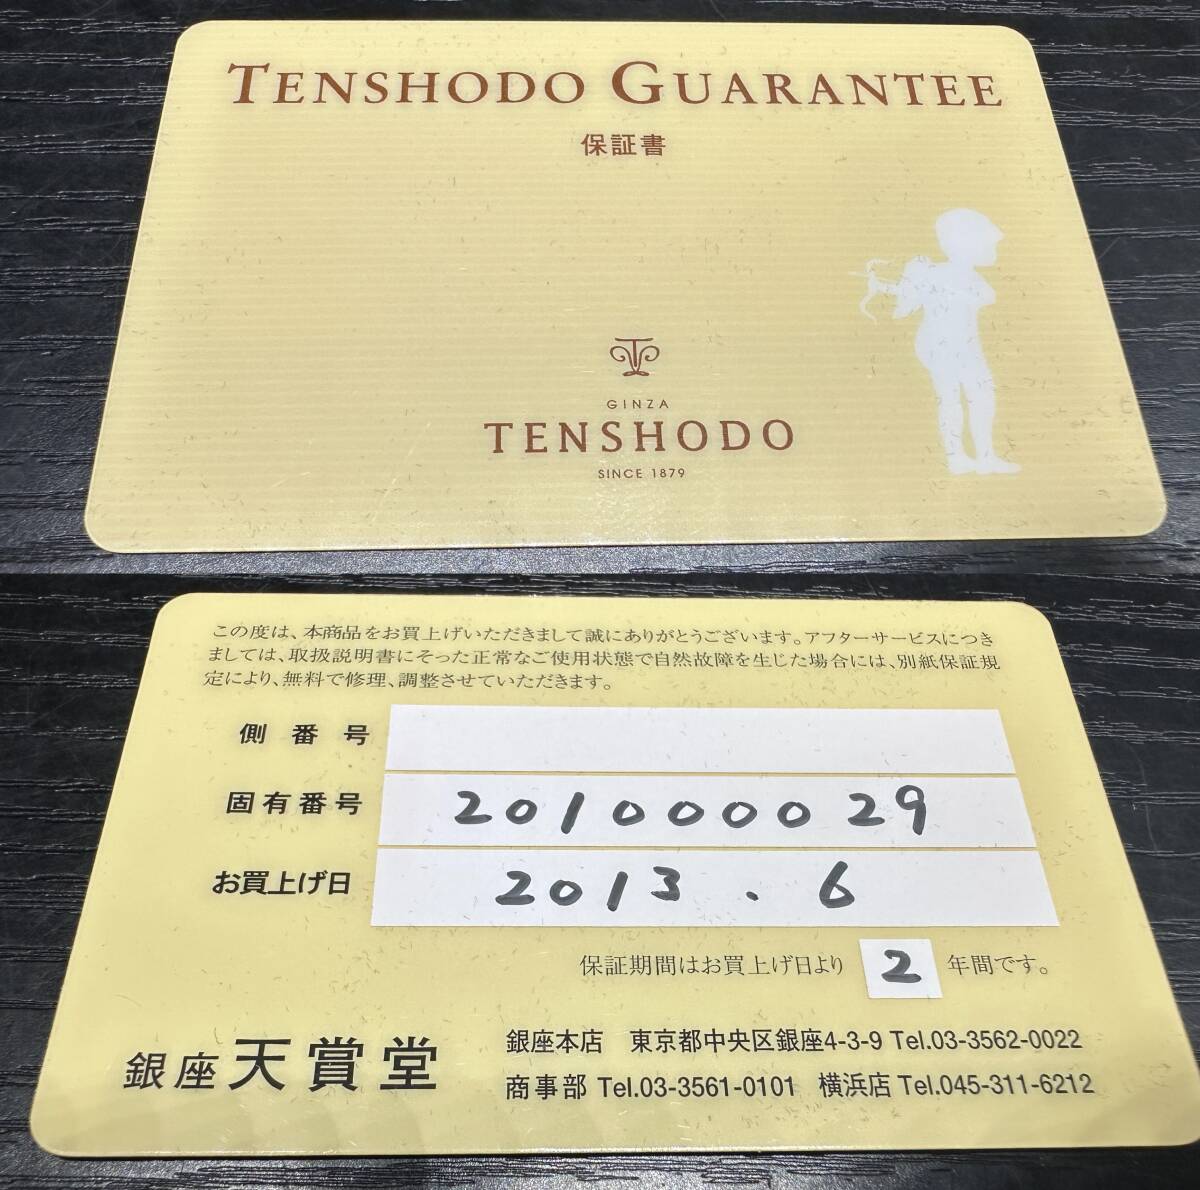 TENSHODO GUARANTEE
保証書
GINZA
TENSHODO
SINCE 1879
この度は、本商品をお買上げいただきまして誠にありがとうございます。アフターサービスにつき
ましては、取扱説明書にそった正常なご使用状態で自然故障を生じた場合には、別紙保証規
定により、無料で修理、調整させていただきます。
側番号
固有番号 2010000029
お買上げ日 2013.6
保証期間はお買上げ日より 2 年間です。
銀座 天賞堂
銀座本店 東京都中央区銀座4-3-9 Tel.03-3562-0022
商事部 Tel.03-3561-0101 横浜店 Tel.045-311-6212